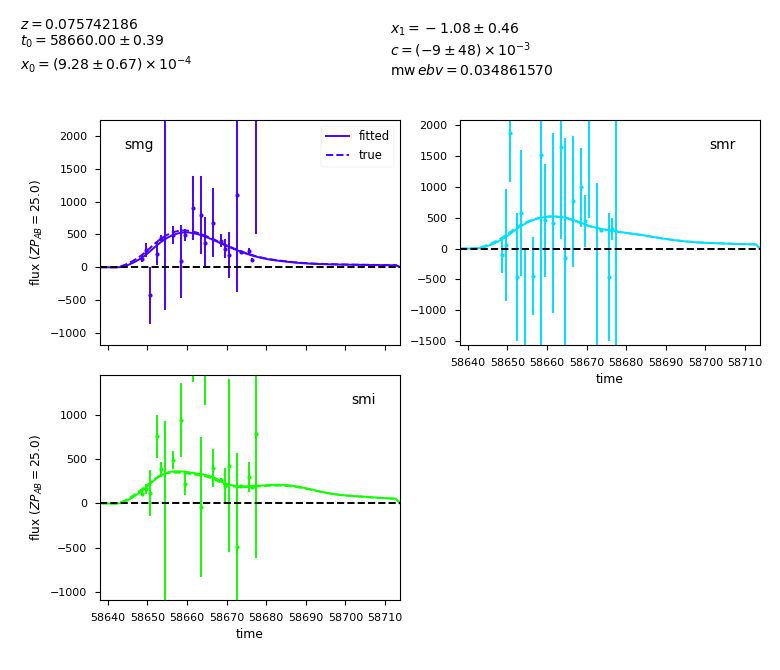 z = 0.075742186
t₀ = 58660.00 ± 0.39
x₀ = (9.28 ± 0.67) × 10⁻⁴
x₁ = −1.08 ± 0.46
c = (−9 ± 48) × 10⁻³
mw ebv = 0.034861570
2000
1500
1000
500
0
−500
−1000
flux (ZP_AB = 25.0)
smg
fitted
true
2000
1500
1000
500
0
−500
−1000
−1500
smr
58640 58650 58660 58670 58680 58690 58700 58710
time
1000
500
0
−500
−1000
flux (ZP_AB = 25.0)
smi
58640 58650 58660 58670 58680 58690 58700 58710
time